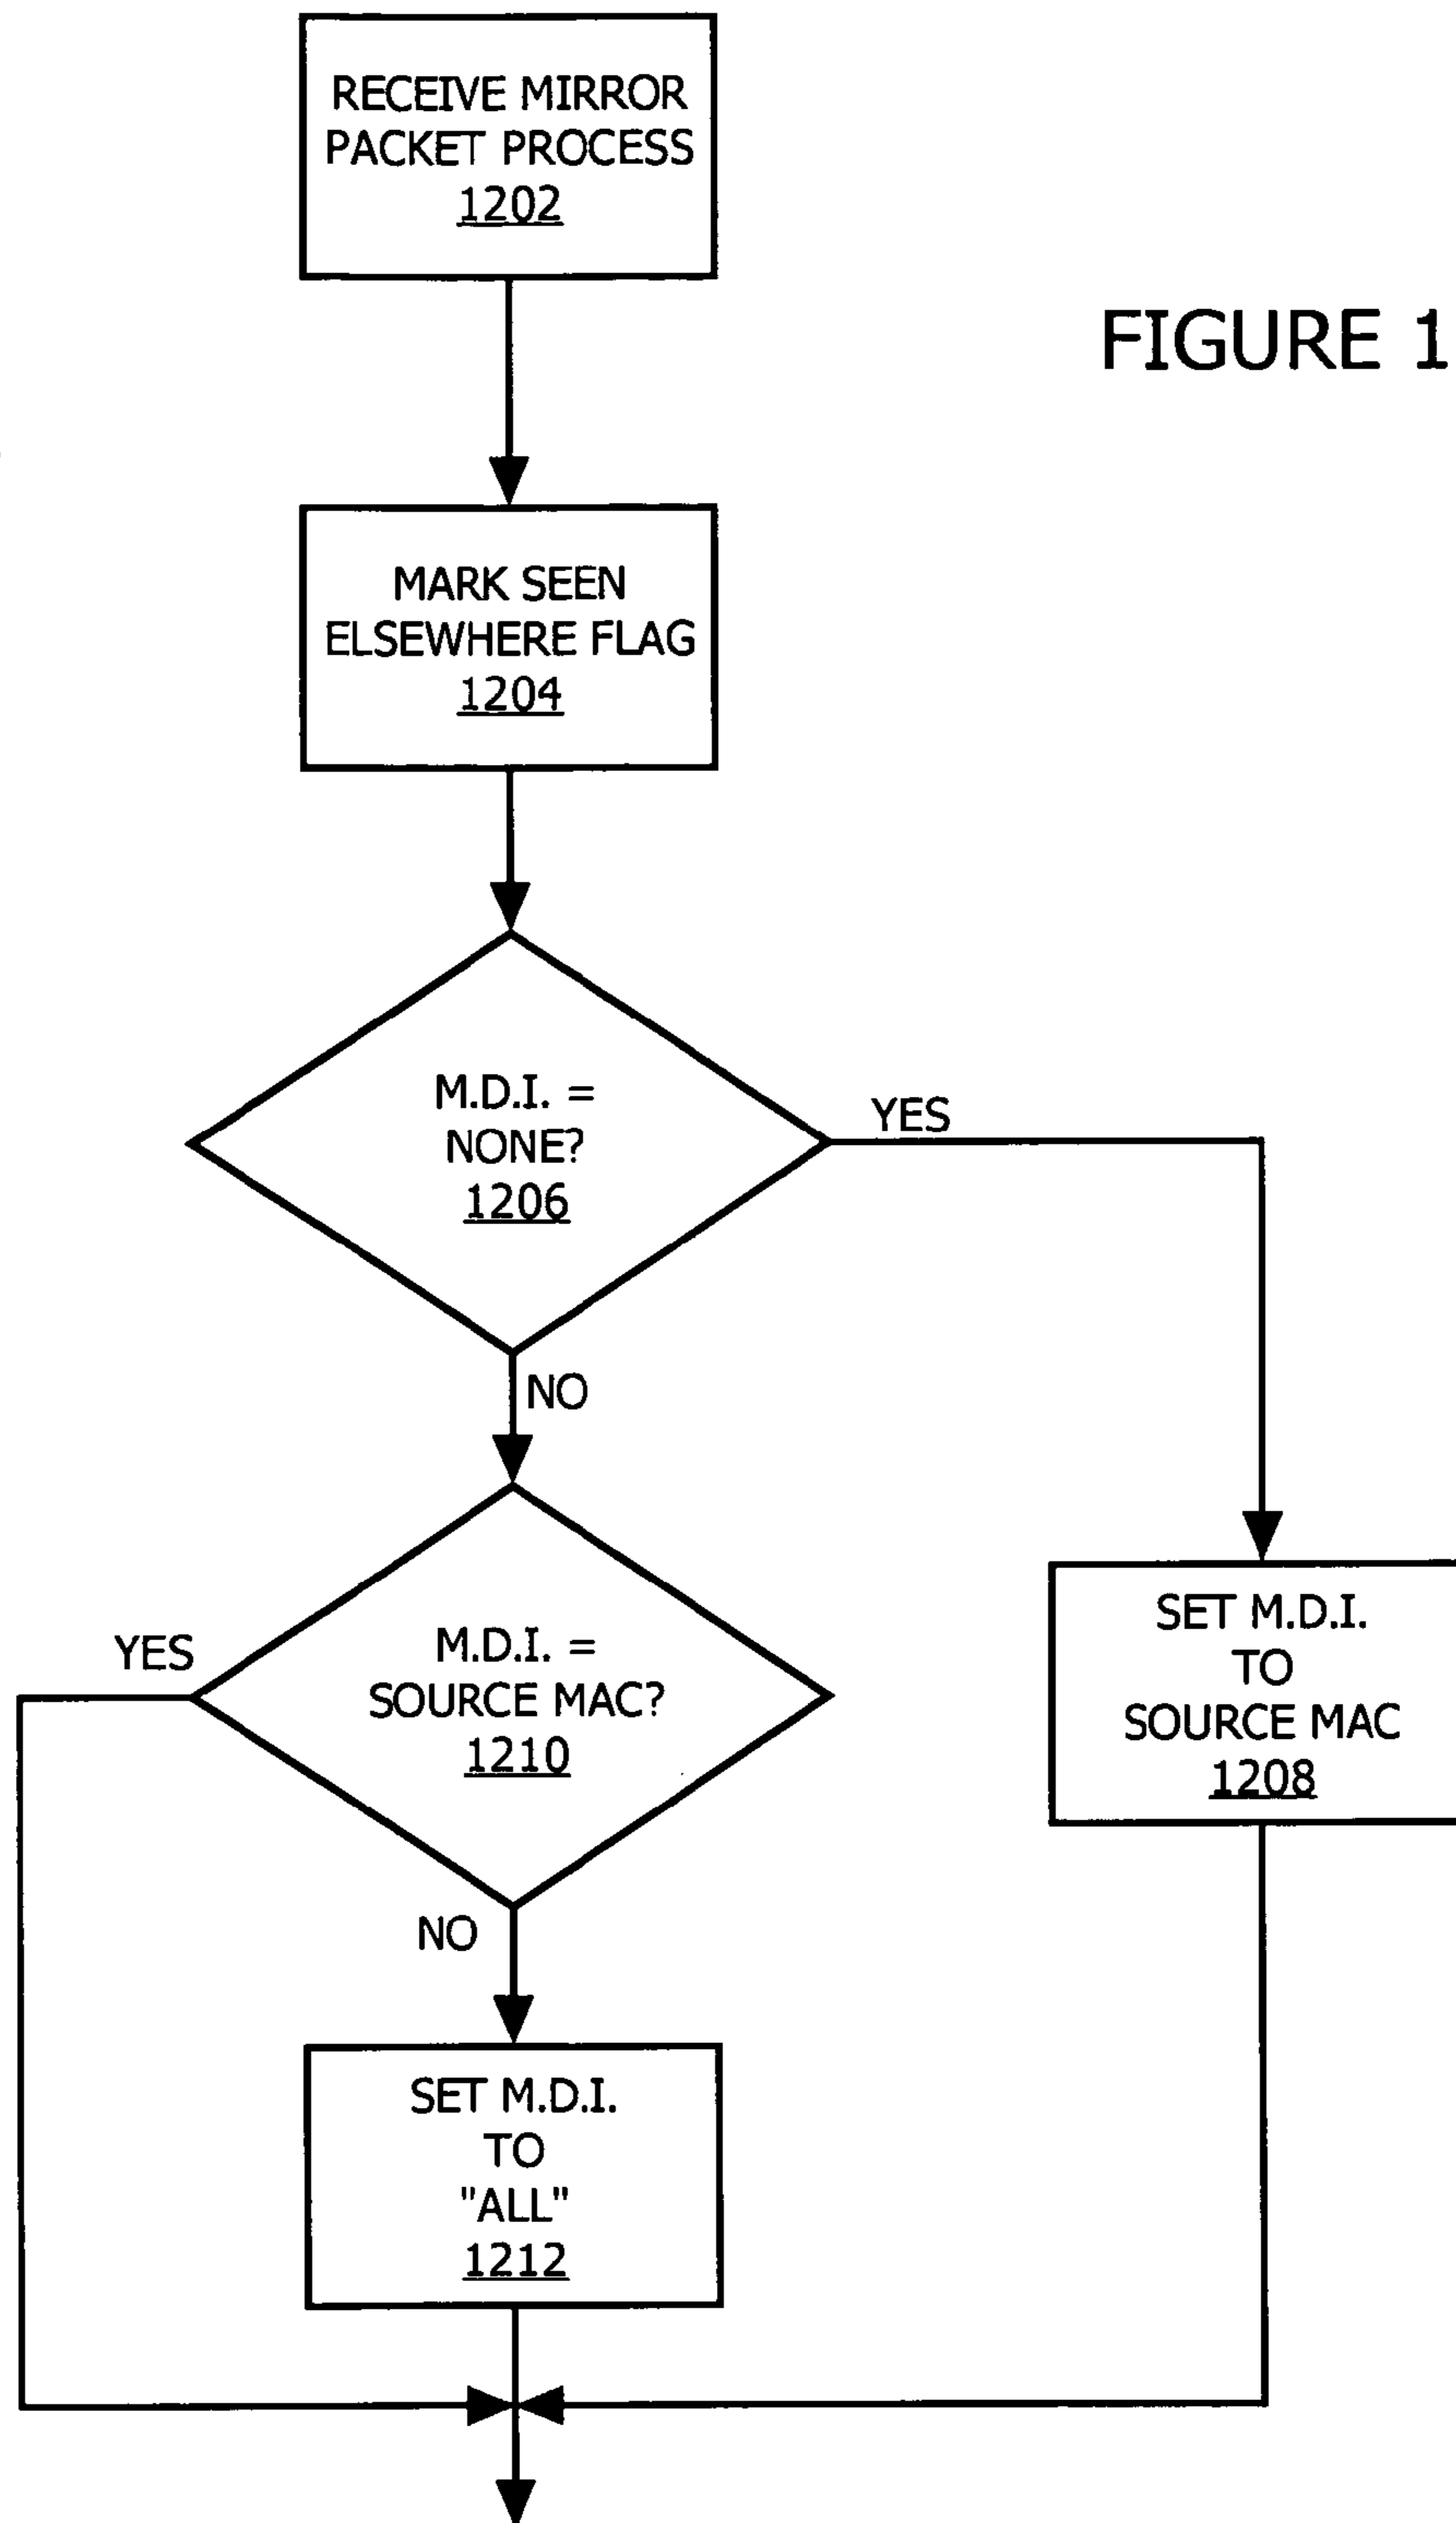 RECEIVE MIRROR
PACKET PROCESS
1202
FIGURE 1
MARK SEEN
ELSEWHERE FLAG
1204
M.D.I. =
NONE?
1206
YES
NO
M.D.I. =
SOURCE MAC?
1210
YES
SET M.D.I.
TO
SOURCE MAC
1208
NO
SET M.D.I.
TO
"ALL"
1212